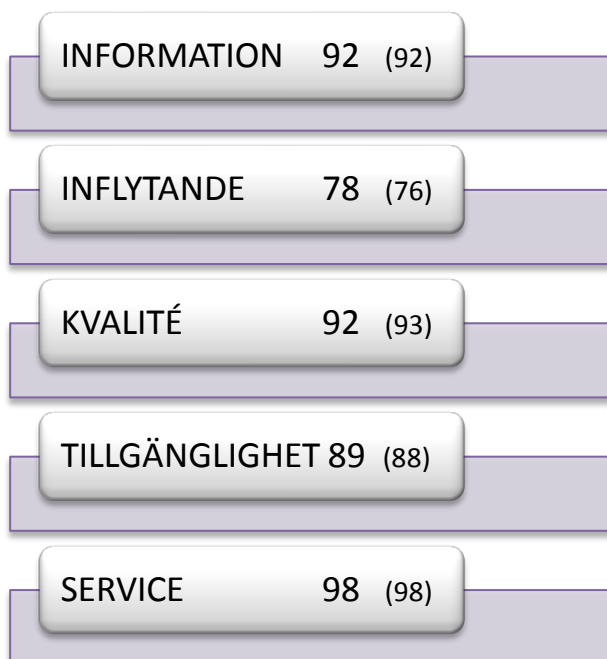 INFORMATION 92 (92)
INFLYTANDE 78 (76)
KVALITÉ 92 (93)
TILLGÄNGLIGHET 89 (88)
SERVICE 98 (98)